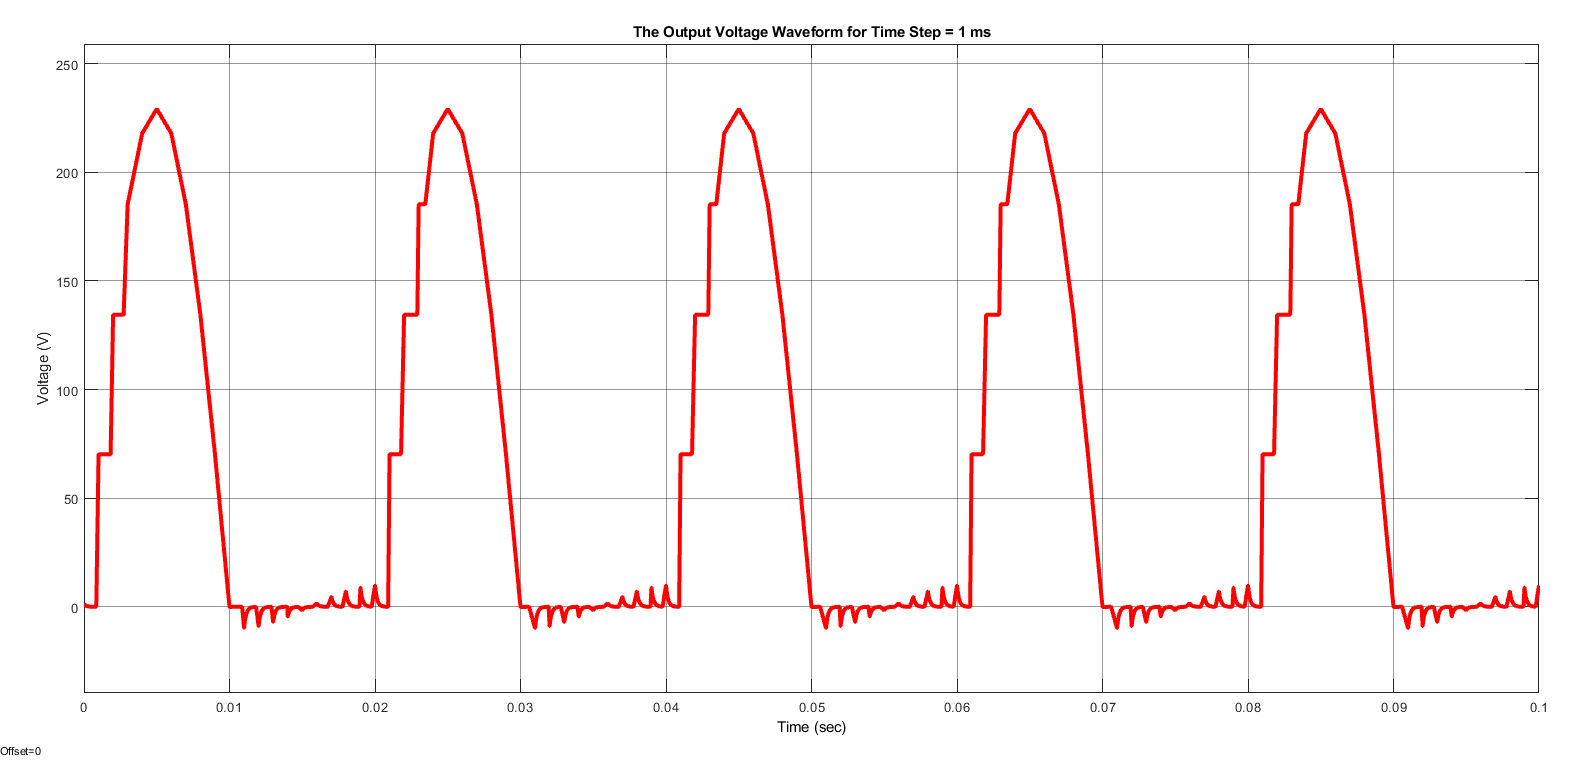 The Output Voltage Waveform for Time Step = 1 ms
250
200
150
100
50
0
Voltage (V)
0 0.01 0.02 0.03 0.04 0.05 0.06 0.07 0.08 0.09 0.1
Time (sec)
Offset=0